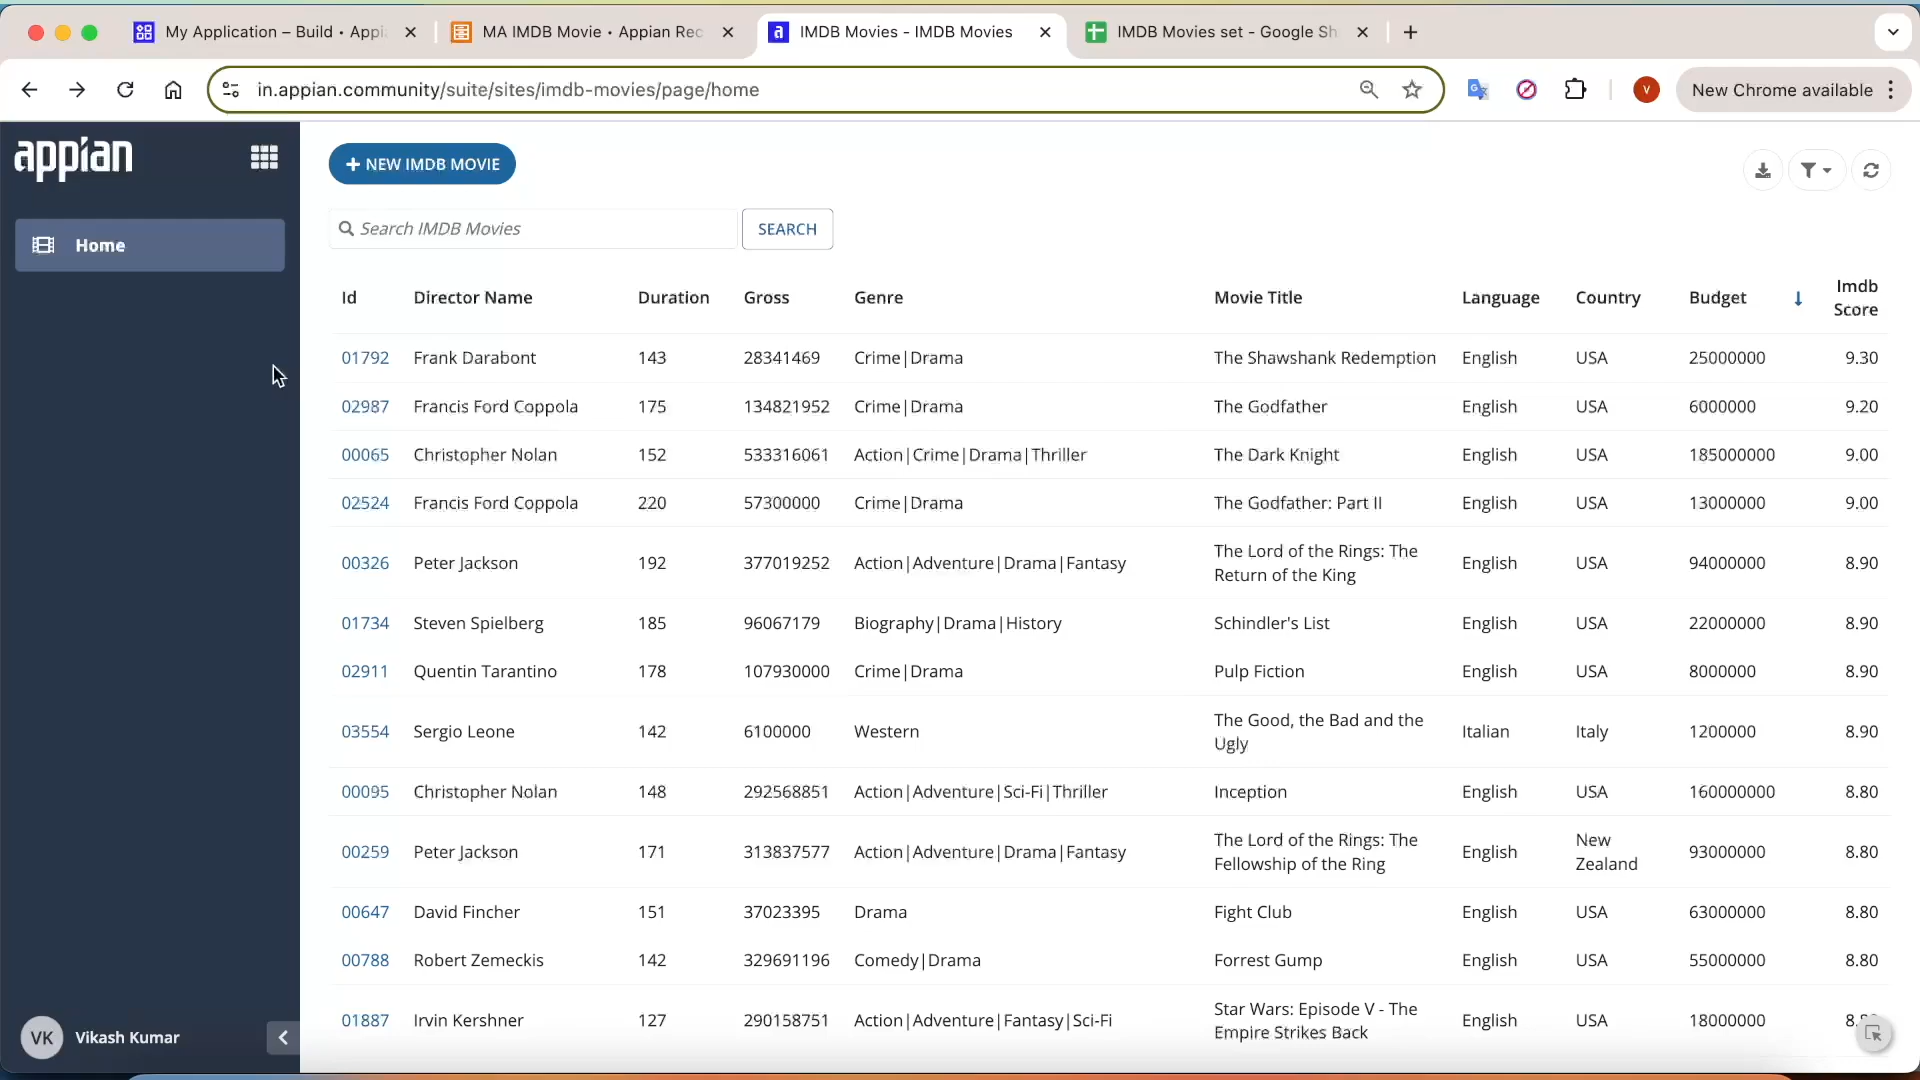 My Application – Build • Appi
MA IMDB Movie • Appian Rec
IMDB Movies - IMDB Movies
IMDB Movies set - Google Sh
in.appian.community/suite/sites/imdb-movies/page/home
V
New Chrome available
appian
Home
+ NEW IMDB MOVIE
Search IMDB Movies
SEARCH
Id Director Name Duration Gross Genre Movie Title Language Country Budget Imdb Score
01792 Frank Darabont 143 28341469 Crime|Drama The Shawshank Redemption English USA 25000000 9.30
02987 Francis Ford Coppola 175 134821952 Crime|Drama The Godfather English USA 6000000 9.20
00065 Christopher Nolan 152 533316061 Action|Crime|Drama|Thriller The Dark Knight English USA 185000000 9.00
02524 Francis Ford Coppola 220 57300000 Crime|Drama The Godfather: Part II English USA 13000000 9.00
00326 Peter Jackson 192 377019252 Action|Adventure|Drama|Fantasy The Lord of the Rings: The Return of the King English USA 94000000 8.90
01734 Steven Spielberg 185 96067179 Biography|Drama|History Schindler's List English USA 22000000 8.90
02911 Quentin Tarantino 178 107930000 Crime|Drama Pulp Fiction English USA 8000000 8.90
03554 Sergio Leone 142 6100000 Western The Good, the Bad and the Ugly Italian Italy 1200000 8.90
00095 Christopher Nolan 148 292568851 Action|Adventure|Sci-Fi|Thriller Inception English USA 160000000 8.80
00259 Peter Jackson 171 313837577 Action|Adventure|Drama|Fantasy The Lord of the Rings: The Fellowship of the Ring English New Zealand 93000000 8.80
00647 David Fincher 151 37023395 Drama Fight Club English USA 63000000 8.80
00788 Robert Zemeckis 142 329691196 Comedy|Drama Forrest Gump English USA 55000000 8.80
01887 Irvin Kershner 127 290158751 Action|Adventure|Fantasy|Sci-Fi Star Wars: Episode V - The Empire Strikes Back English USA 18000000
VK Vikash Kumar